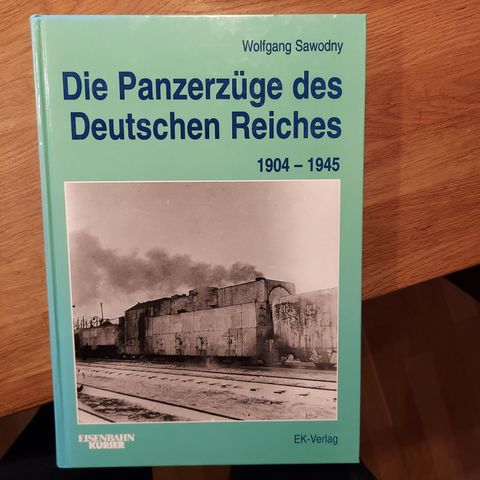 Wolfgang Sawodny
Die Panzerzüge des
Deutschen Reiches
1904 – 1945
EISENBAHN
KURIER
EK-Verlag